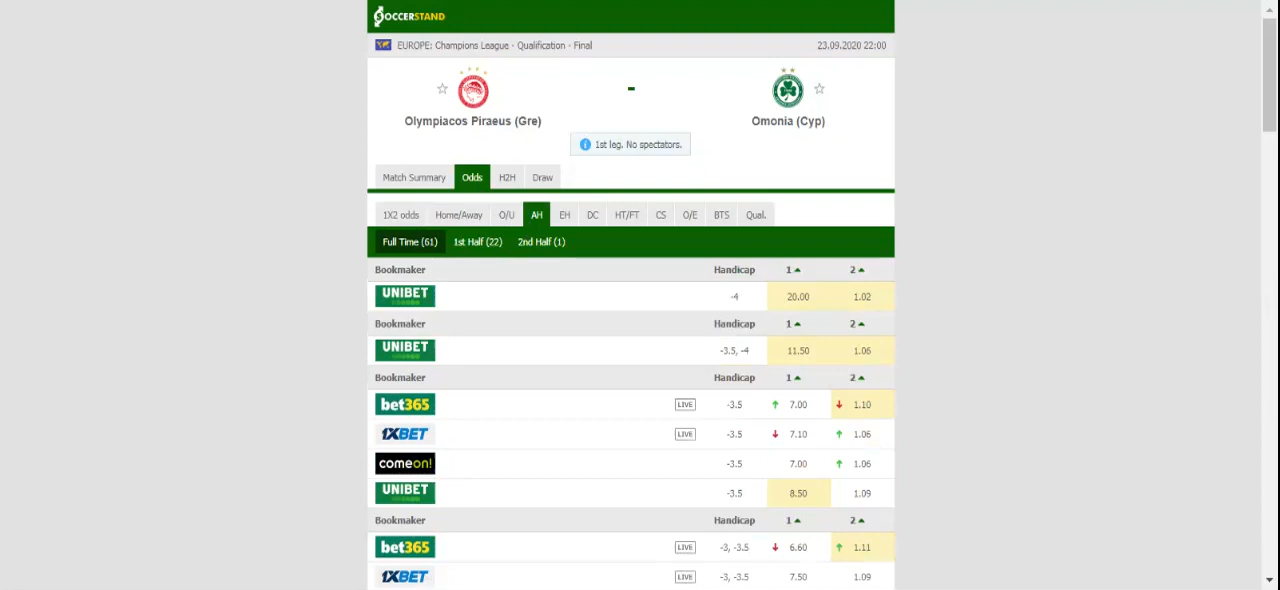 SOCCERSTAND
EUROPE: Champions League - Qualification - Final 23.09.2020 22:00
-
Olympiacos Piraeus (Gre) Omonia (Cyp)
1st leg. No spectators.
Match Summary Odds H2H Draw
1X2 odds Home/Away O/U AH EH DC HT/FT CS O/E BTS Qual.
Full Time (61) 1st Half (22) 2nd Half (1)
Bookmaker Handicap 1 2
UNIBET -4 20.00 1.02
Bookmaker Handicap 1 2
UNIBET -3.5, -4 11.50 1.06
Bookmaker Handicap 1 2
bet365 LIVE -3.5 7.00 1.10
1XBET LIVE -3.5 7.10 1.06
comeon! -3.5 7.00 1.06
UNIBET -3.5 8.50 1.09
Bookmaker Handicap 1 2
bet365 LIVE -3, -3.5 6.60 1.11
1XBET LIVE -3, -3.5 7.50 1.09